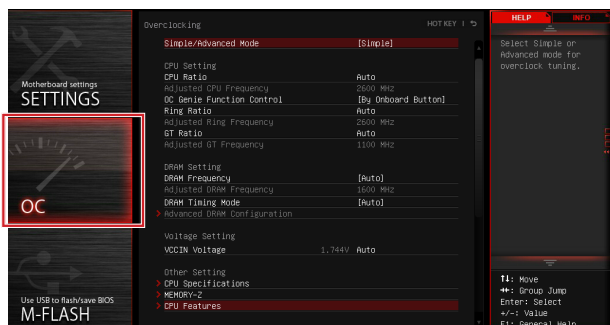 Overclocking
HOT KEY
HELP
INFO
Simple/Advanced Mode [Simple]
CPU Setting
CPU Ratio Auto
Adjusted CPU Frequency 2600 MHz
OC Genie Function Control [By Onboard Button]
Ring Ratio Auto
Adjusted Ring Frequency 2600 MHz
GT Ratio Auto
Adjusted GT Frequency 1100 MHz
DRAM Setting
DRAM Frequency [Auto]
Adjusted DRAM Frequency 1600 MHz
DRAM Timing Mode [Auto]
> Advanced DRAM Configuration
Voltage Setting
VCCIN Voltage 1.744V Auto
Other Setting
> CPU Specifications
> MEMORY-Z
> CPU Features
Motherboard settings
SETTINGS
OC
Use USB to flash/save BIOS
M-FLASH
Select Simple or
Advanced mode for
overclock tuning.
↑↓: Move
→←: Group Jump
Enter: Select
+/-: Value
F1: General Help